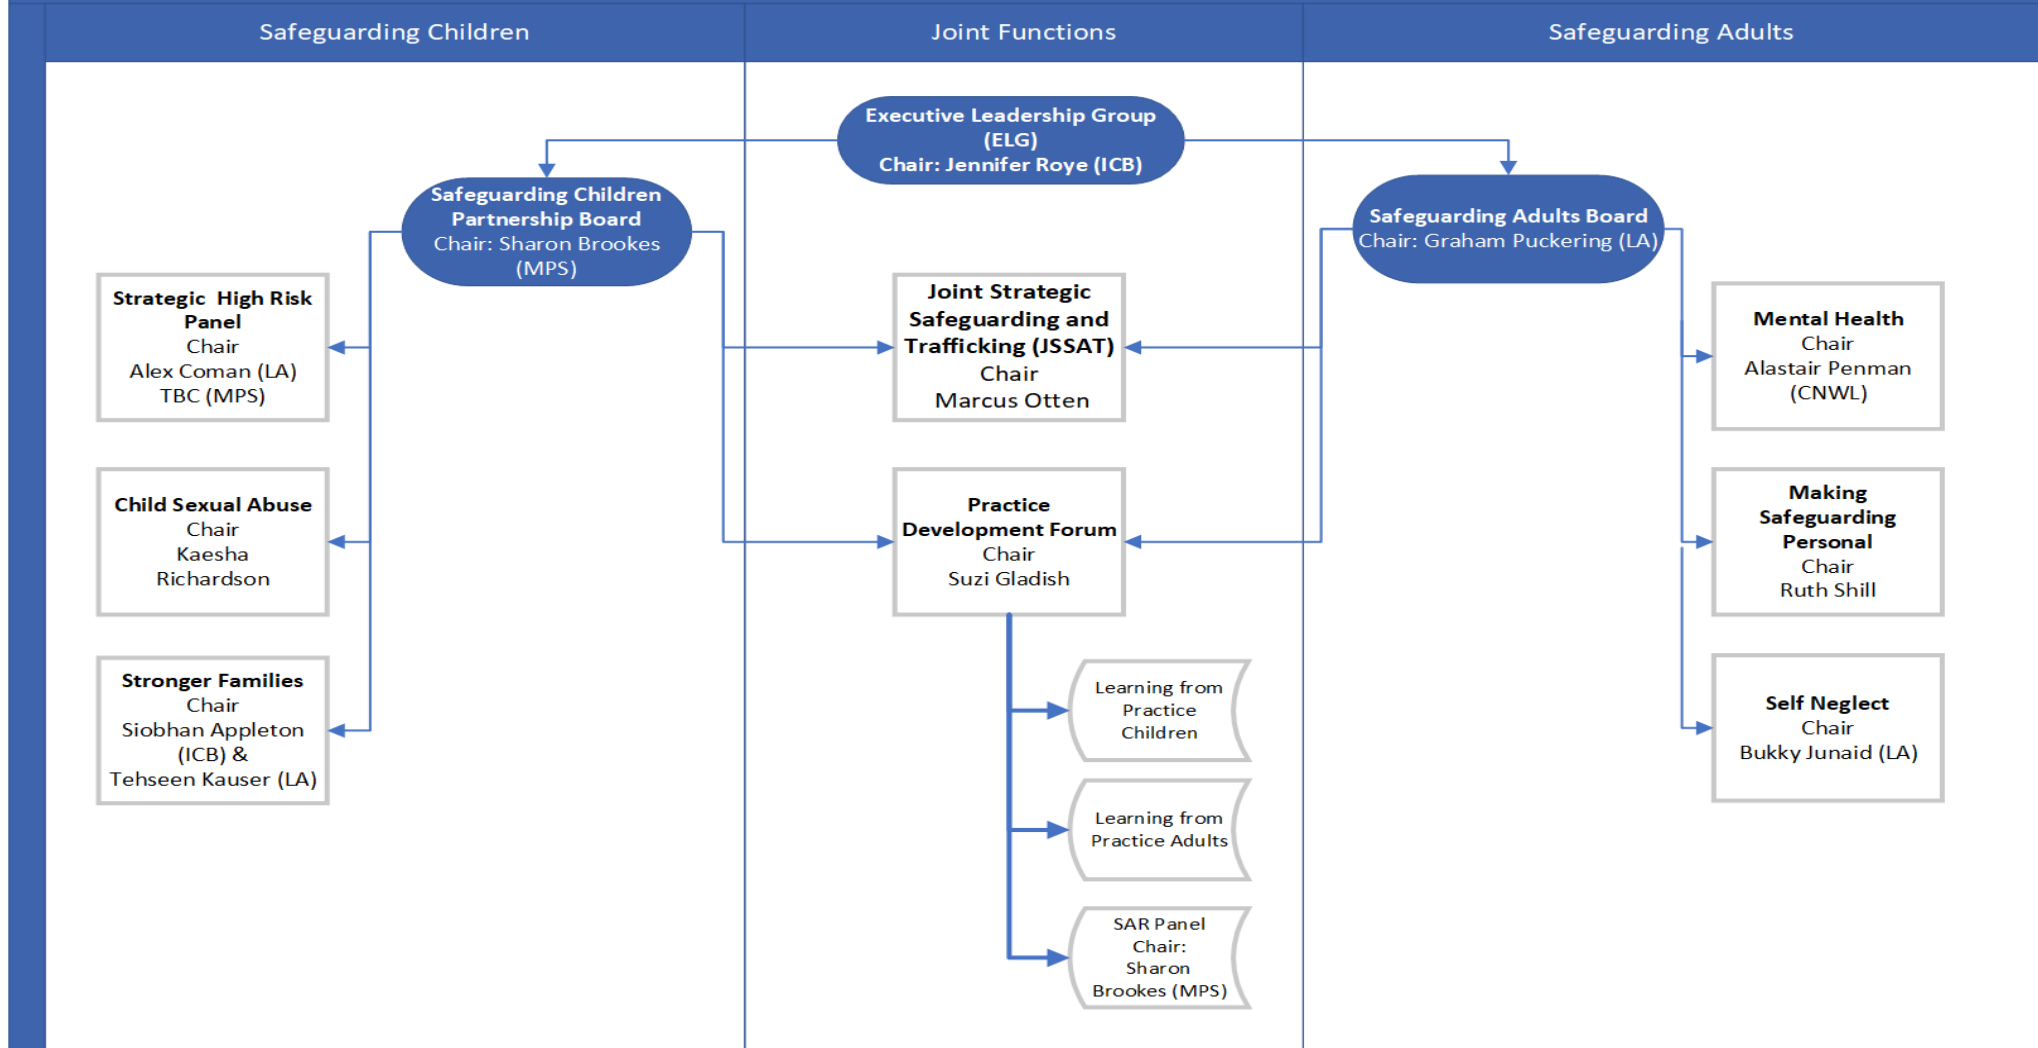 Safeguarding Children
Joint Functions
Safeguarding Adults
Executive Leadership Group
(ELG)
Chair: Jennifer Roye (ICB)
Safeguarding Children
Partnership Board
Chair: Sharon Brookes
(MPS)
Safeguarding Adults Board
Chair: Graham Puckering (LA)
Strategic High Risk
Panel
Chair
Alex Coman (LA)
TBC (MPS)
Joint Strategic
Safeguarding and
Trafficking (JSSAT)
Chair
Marcus Otten
Mental Health
Chair
Alastair Penman
(CNWL)
Child Sexual Abuse
Chair
Kaesha
Richardson
Practice
Development Forum
Chair
Suzi Gladish
Making
Safeguarding
Personal
Chair
Ruth Shill
Stronger Families
Chair
Siobhan Appleton
(ICB) &
Tehseen Kauser (LA)
Learning from
Practice
Children
Self Neglect
Chair
Bukky Junaid (LA)
Learning from
Practice Adults
SAR Panel
Chair:
Sharon
Brookes (MPS)